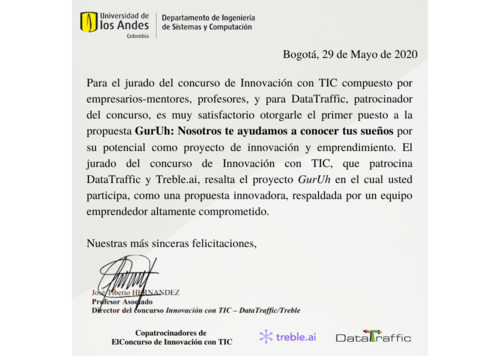 Universidad de
los Andes
Colombia
Departamento de Ingeniería
de Sistemas y Computación
Bogotá, 29 de Mayo de 2020
Para el jurado del concurso de Innovación con TIC compuesto por
empresarios-mentores, profesores, y para DataTraffic, patrocinador
del concurso, es muy satisfactorio otorgarle el primer puesto a la
propuesta GurUh: Nosotros te ayudamos a conocer tus sueños por
su potencial como proyecto de innovación y emprendimiento. El
jurado del concurso de Innovación con TIC, que patrocina
DataTraffic y Treble.ai, resalta el proyecto GurUh en el cual usted
participa, como una propuesta innovadora, respaldada por un equipo
emprendedor altamente comprometido.
Nuestras más sinceras felicitaciones,
José Tiberio HERNANDEZ
Profesor Asociado
Director del concurso Innovación con TIC – DataTraffic/Treble
Copatrocinadores de
ElConcurso de Innovación con TIC
treble.ai
DataTraffic